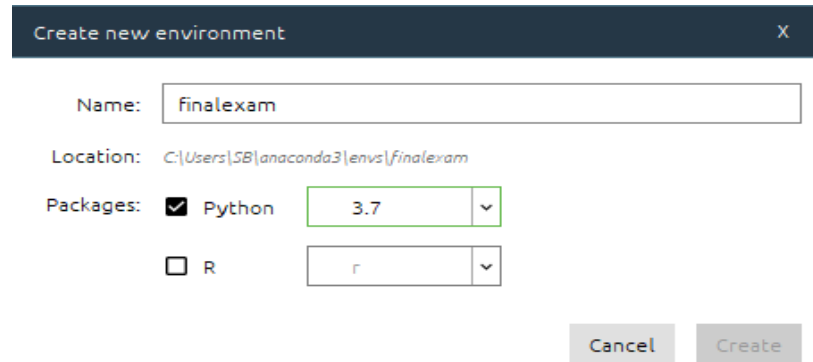 Create new environment X
Name: finalexam
Location: C:\Users\SB\anaconda3\envs\finalexam
Packages: Python 3.7
R r
Cancel Create